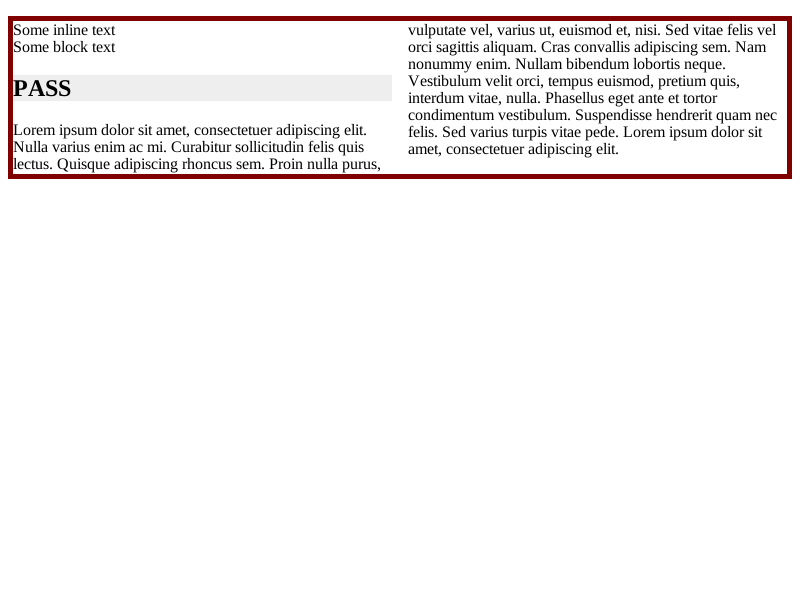 Some inline text
Some block text
PASS
Lorem ipsum dolor sit amet, consectetuer adipiscing elit.
Nulla varius enim ac mi. Curabitur sollicitudin felis quis
lectus. Quisque adipiscing rhoncus sem. Proin nulla purus,
vulputate vel, varius ut, euismod et, nisi. Sed vitae felis vel
orci sagittis aliquam. Cras convallis adipiscing sem. Nam
nonummy enim. Nullam bibendum lobortis neque.
Vestibulum velit orci, tempus euismod, pretium quis,
interdum vitae, nulla. Phasellus eget ante et tortor
condimentum vestibulum. Suspendisse hendrerit quam nec
felis. Sed varius turpis vitae pede. Lorem ipsum dolor sit
amet, consectetuer adipiscing elit.